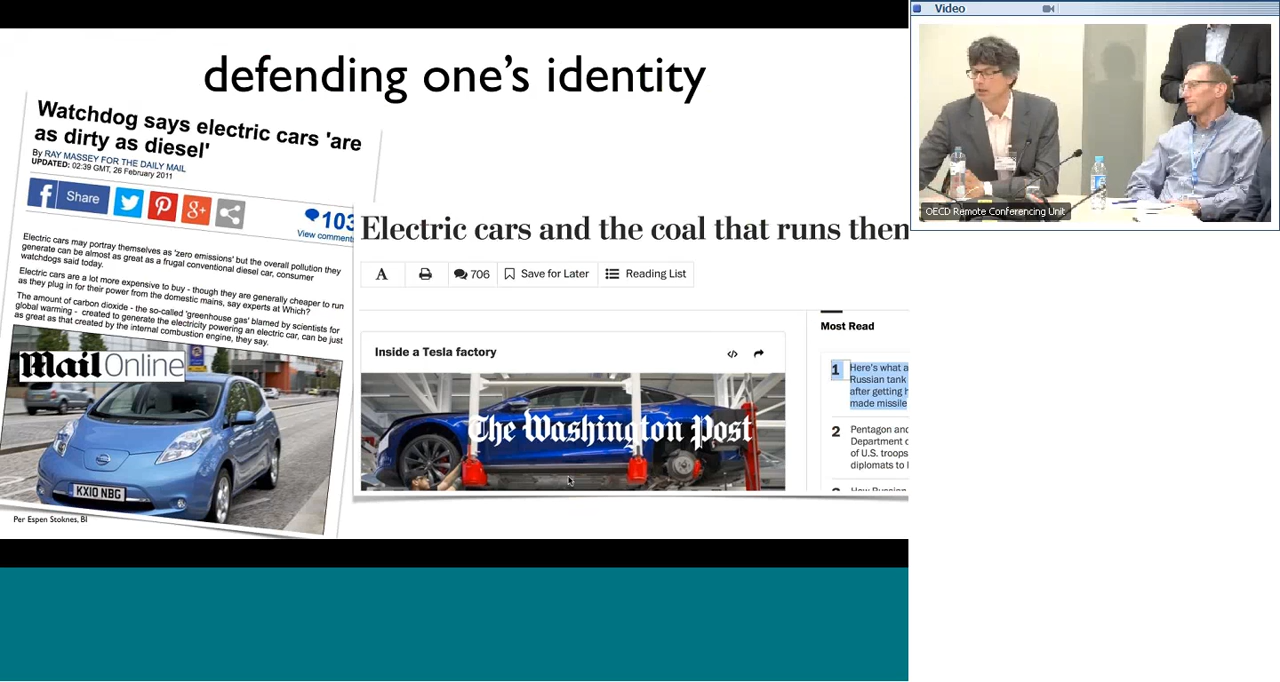 defending one's identity
Watchdog says electric cars 'are
as dirty as diesel'
By RAY MASSEY FOR THE DAILY MAIL
UPDATED: 02:39 GMT, 26 February 2011
Share
103
View comments
Electric cars may portray themselves as 'zero emissions' but the overall pollution they
generate can be almost as great as a frugal conventional diesel car, consumer
watchdogs said today.
Electric cars are a lot more expensive to buy - though they are generally cheaper to run
as they plug in for their power from the domestic mains, say experts at Which?
The amount of carbon dioxide - the so-called 'greenhouse gas' blamed by scientists for
global warming - created to generate the electricity powering an electric car, can be just
as great as that created by the internal combustion engine, they say.
Mail Online
KX10 NBG
Per Espen Stoknes, BI
Electric cars and the coal that runs them
A
706
Save for Later
Reading List
Inside a Tesla factory
The Washington Post
Most Read
1 Here's what a
Russian tank
after getting h
made missile
2 Pentagon and
Department o
of U.S. troops
diplomats to
How Russian
Video
OECD Remote Conferencing Unit